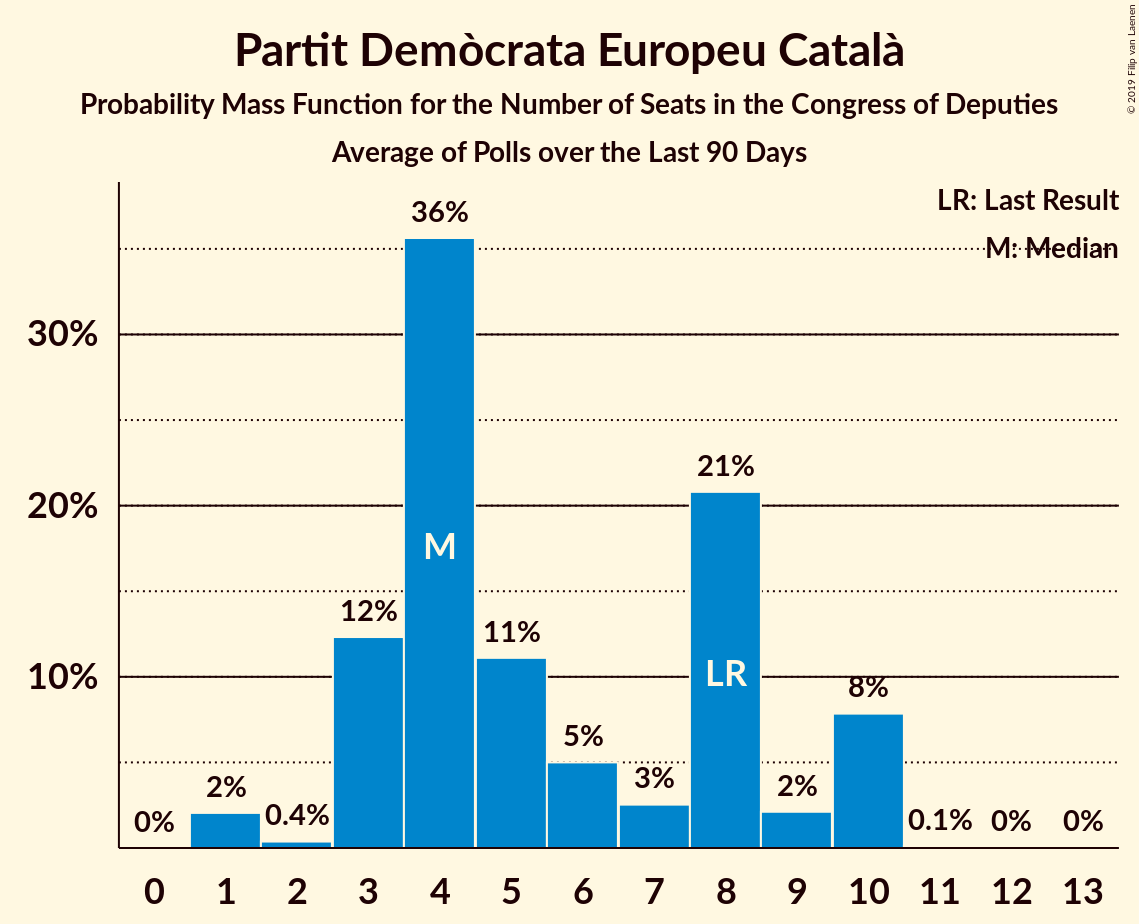 Partit Demòcrata Europeu Català
Probability Mass Function for the Number of Seats in the Congress of Deputies
Average of Polls over the Last 90 Days
© 2019 Filip van Laenen
LR: Last Result
M: Median
30%
20%
10%
0%
2%
0.4%
12%
36%
11%
5%
3%
21%
2%
8%
0.1%
0%
0%
M
LR
0 1 2 3 4 5 6 7 8 9 10 11 12 13